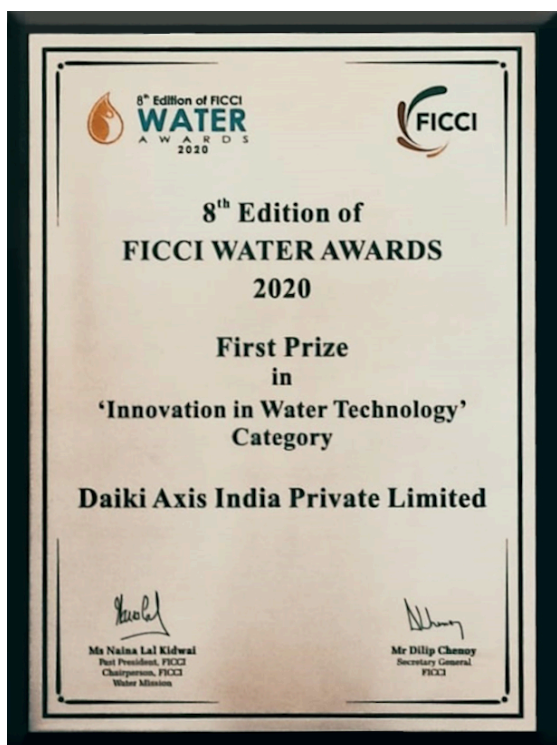 8th Edition of FICCI
WATER
AWARDS
2020
FICCI
8th Edition of
FICCI WATER AWARDS
2020
First Prize
in
‘Innovation in Water Technology’
Category
Daiki Axis India Private Limited
Ms Naina Lal Kidwai
Past President, FICCI
Chairperson, FICCI
Water Mission
Mr Dilip Chenoy
Secretary General
FICCI